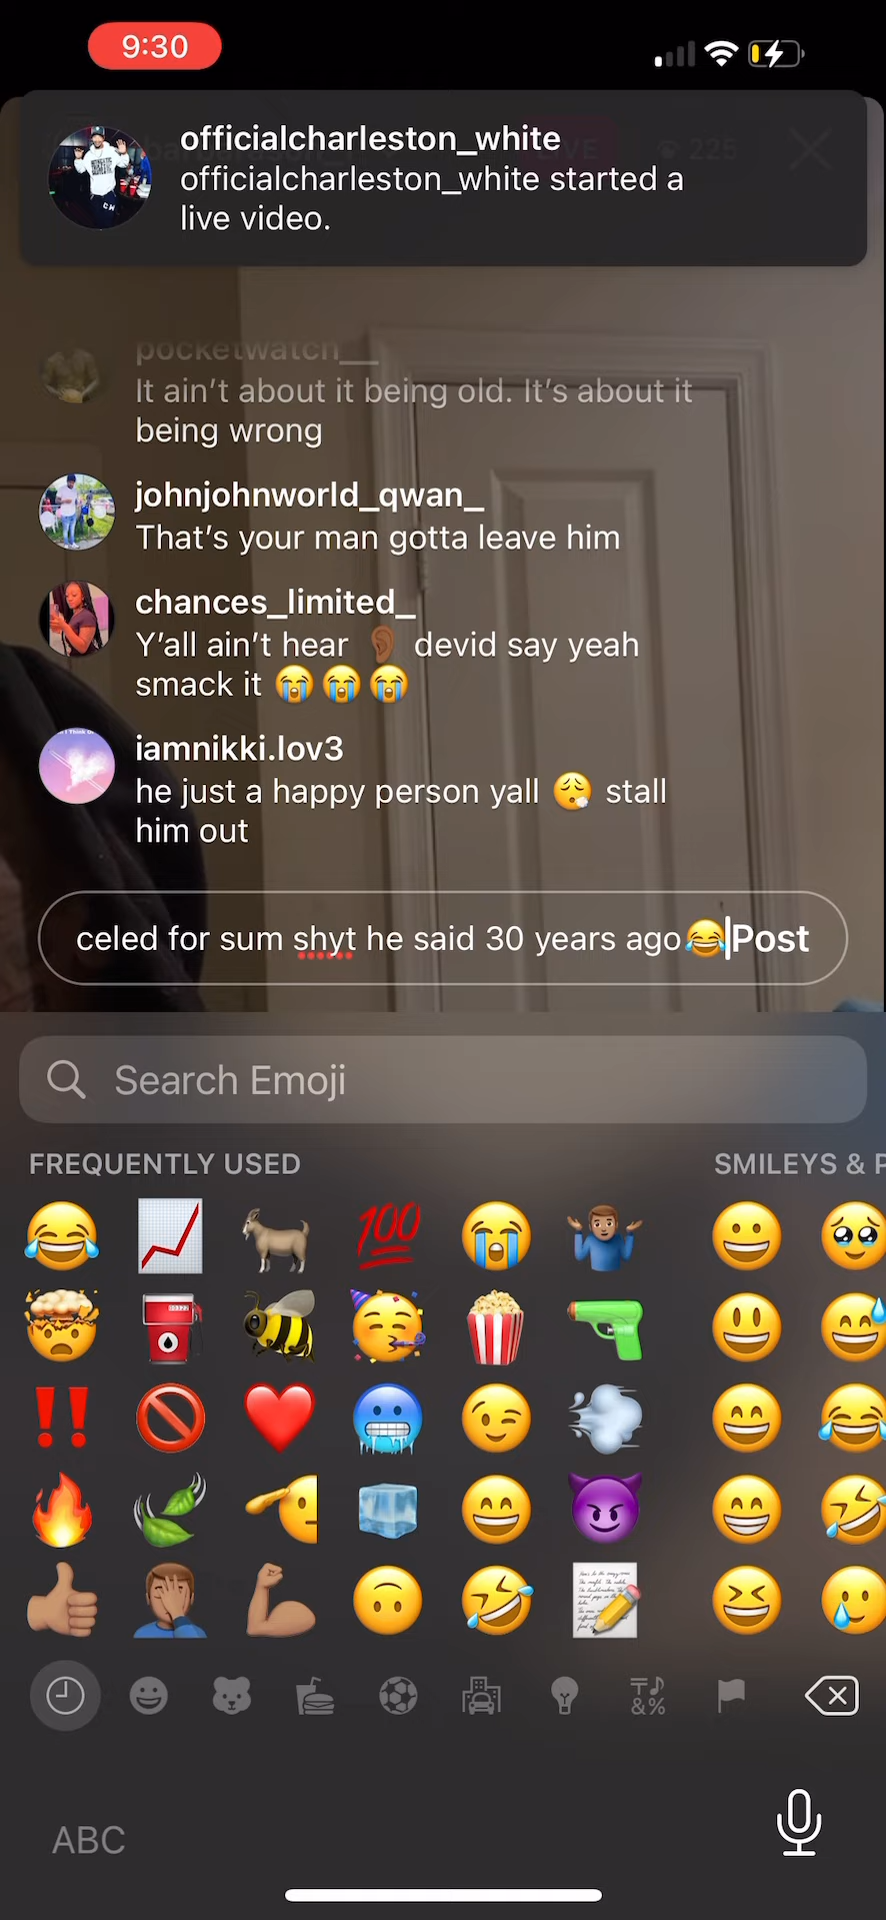 9:30
officialcharleston_white
officialcharleston_white started a
live video.
225
pocketwatch__
It ain’t about it being old. It’s about it
being wrong
johnjohnworld_qwan_
That’s your man gotta leave him
chances_limited_
Y’all ain’t hear 👂🏾 devid say yeah
smack it 😭😭😭
iamnikki.lov3
he just a happy person yall 😮‍💨 stall
him out
celed for sum shyt he said 30 years ago😂Post
Search Emoji
FREQUENTLY USED
SMILEYS & P
ABC